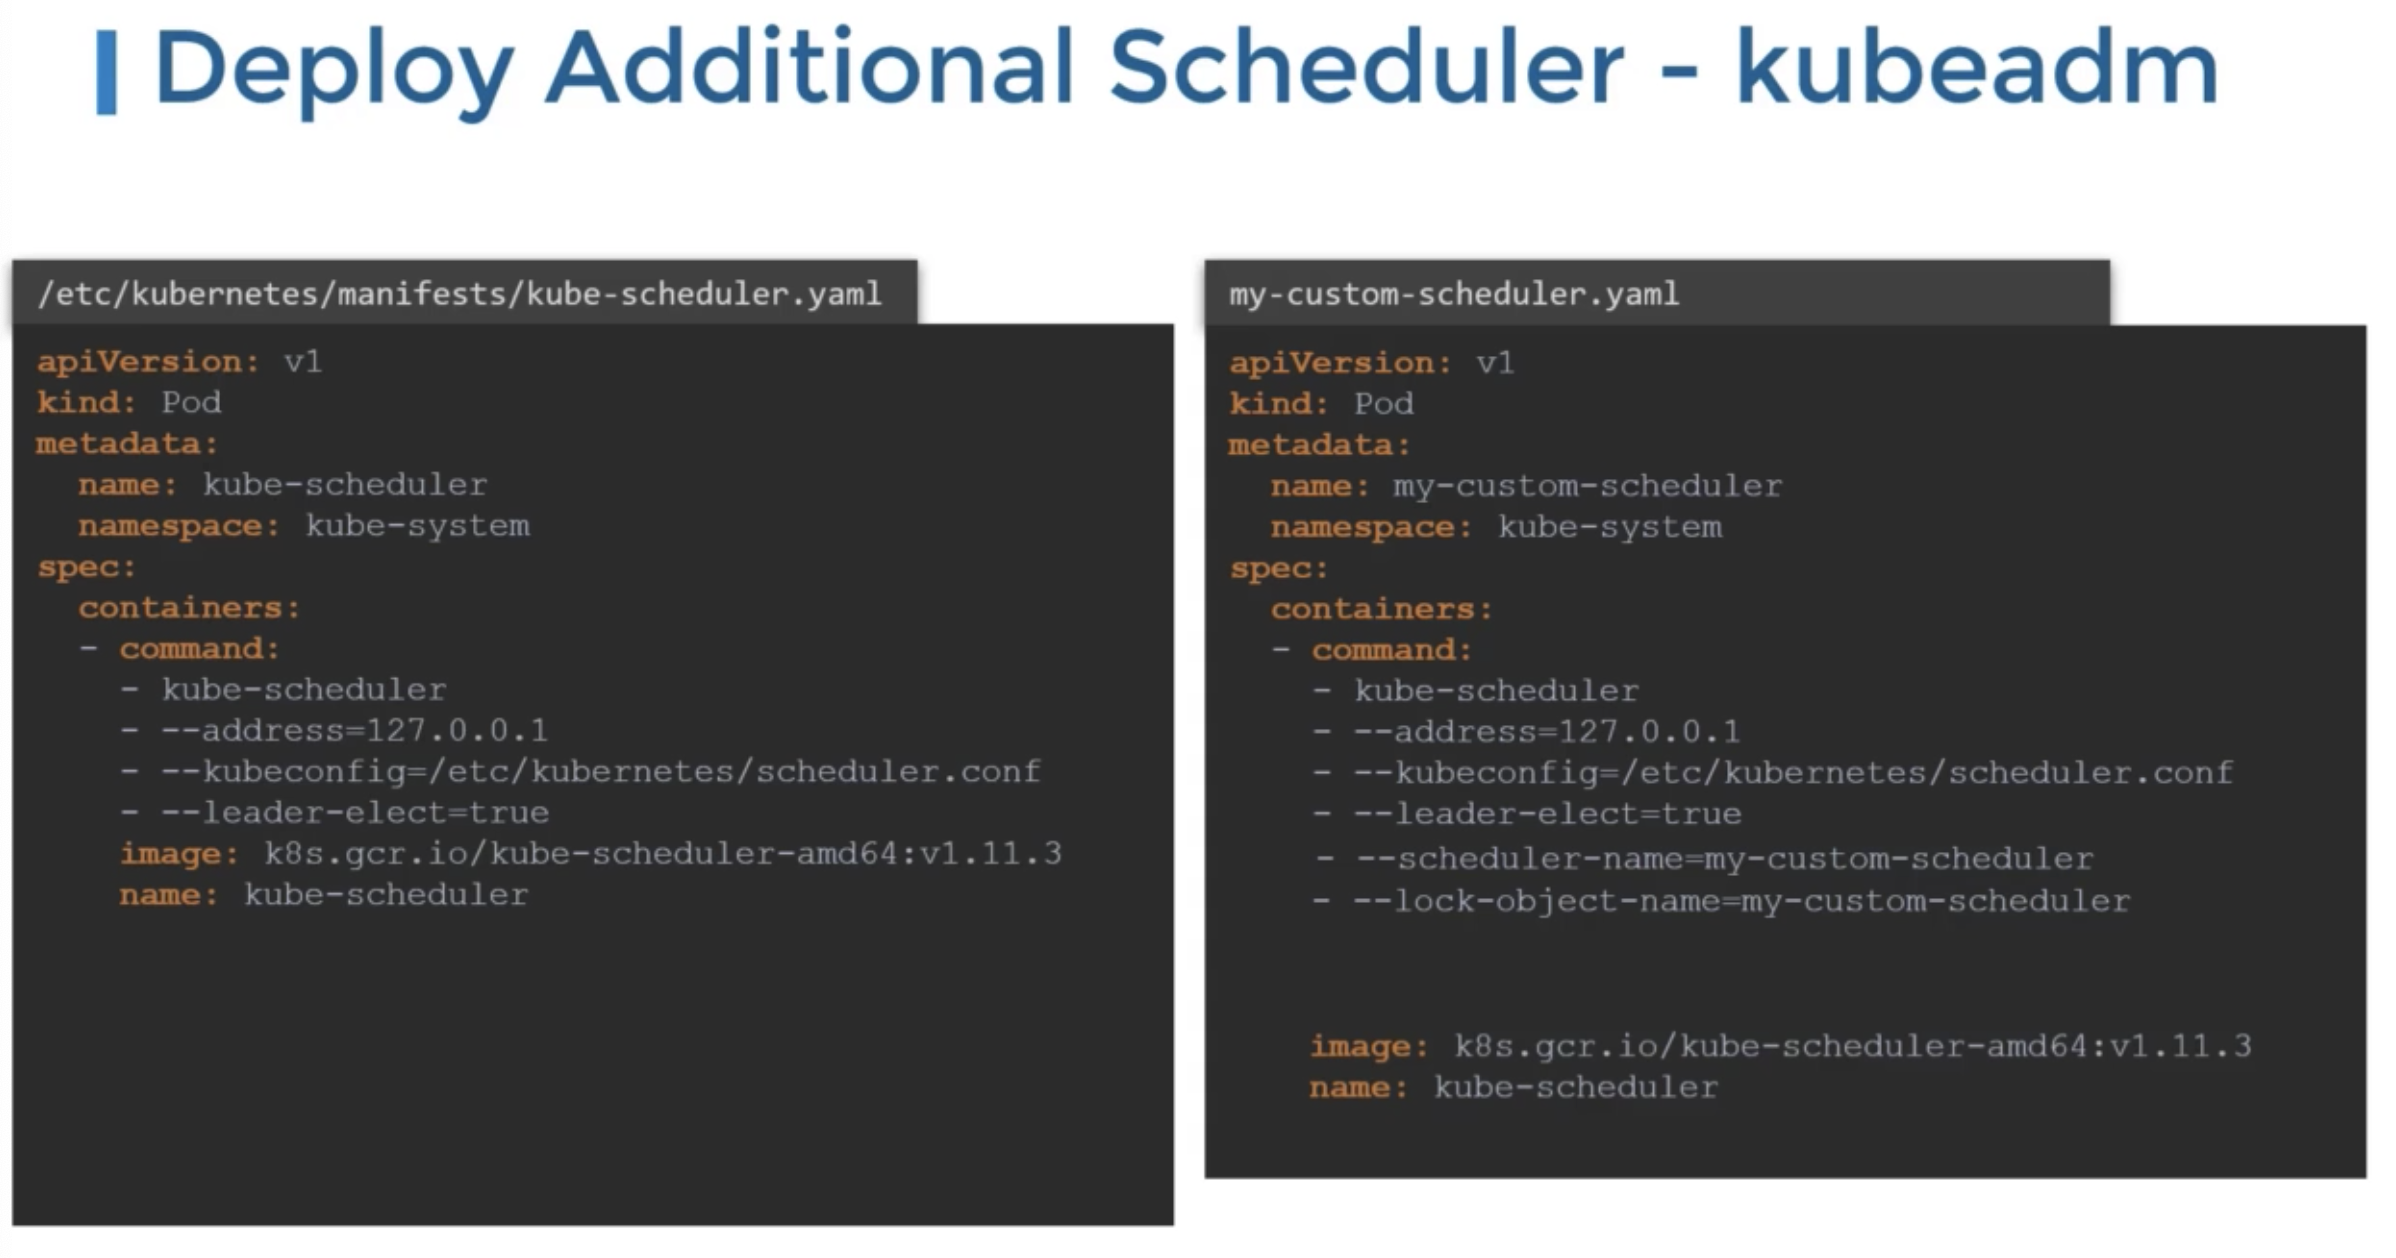 Deploy Additional Scheduler - kubeadm
/etc/kubernetes/manifests/kube-scheduler.yaml
apiVersion: v1
kind: Pod
metadata:
  name: kube-scheduler
  namespace: kube-system
spec:
  containers:
  - command:
    - kube-scheduler
    - --address=127.0.0.1
    - --kubeconfig=/etc/kubernetes/scheduler.conf
    - --leader-elect=true
    image: k8s.gcr.io/kube-scheduler-amd64:v1.11.3
    name: kube-scheduler
my-custom-scheduler.yaml
apiVersion: v1
kind: Pod
metadata:
  name: my-custom-scheduler
  namespace: kube-system
spec:
  containers:
  - command:
    - kube-scheduler
    - --address=127.0.0.1
    - --kubeconfig=/etc/kubernetes/scheduler.conf
    - --leader-elect=true
    - --scheduler-name=my-custom-scheduler
    - --lock-object-name=my-custom-scheduler
    image: k8s.gcr.io/kube-scheduler-amd64:v1.11.3
    name: kube-scheduler